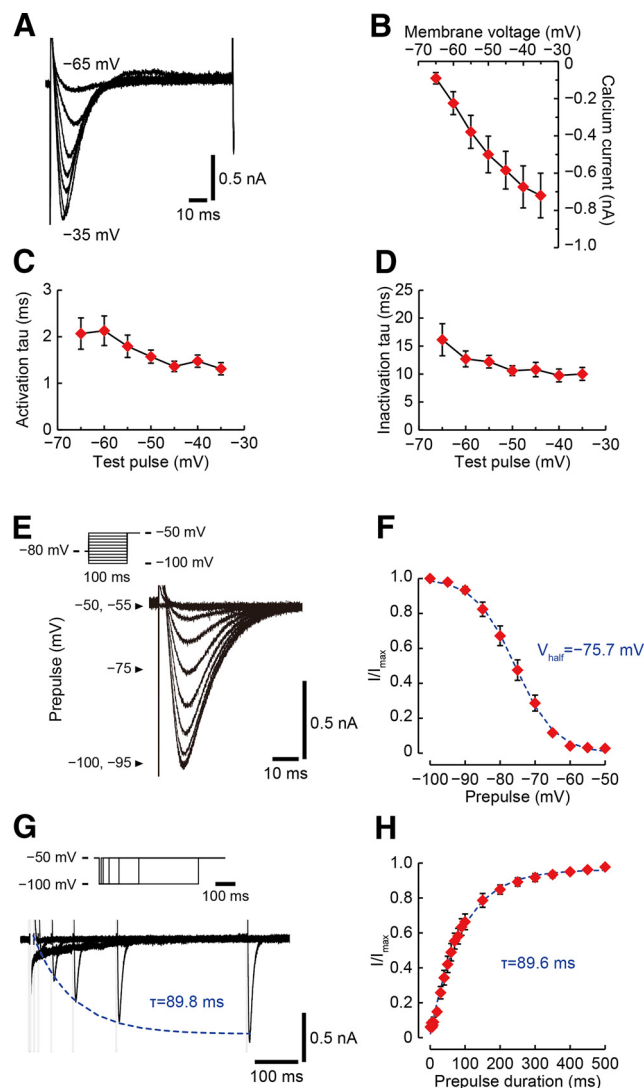 A
−65 mV
−35 mV
0.5 nA
10 ms
B
Membrane voltage (mV)
−70 −60 −50 −40 −30
0
−0.2
−0.4
−0.6
−0.8
−1.0
Calcium current (nA)
C
Activation tau (ms)
3
2
1
0
−70 −60 −50 −40 −30
Test pulse (mV)
D
Inactivation tau (ms)
25
20
15
10
5
0
−70 −60 −50 −40 −30
Test pulse (mV)
E
−80 mV
−50 mV
−100 mV
100 ms
Prepulse (mV)
−50, −55
−75
−100, −95
0.5 nA
10 ms
F
I/Imax
1.0
0.8
0.6
0.4
0.2
0
Vhalf=−75.7 mV
−100 −90 −80 −70 −60 −50
Prepulse (mV)
G
−50 mV
−100 mV
100 ms
τ=89.8 ms
0.5 nA
100 ms
H
I/Imax
1.0
0.8
0.6
0.4
0.2
0
τ=89.6 ms
0 100 200 300 400 500
Prepulse duration (ms)